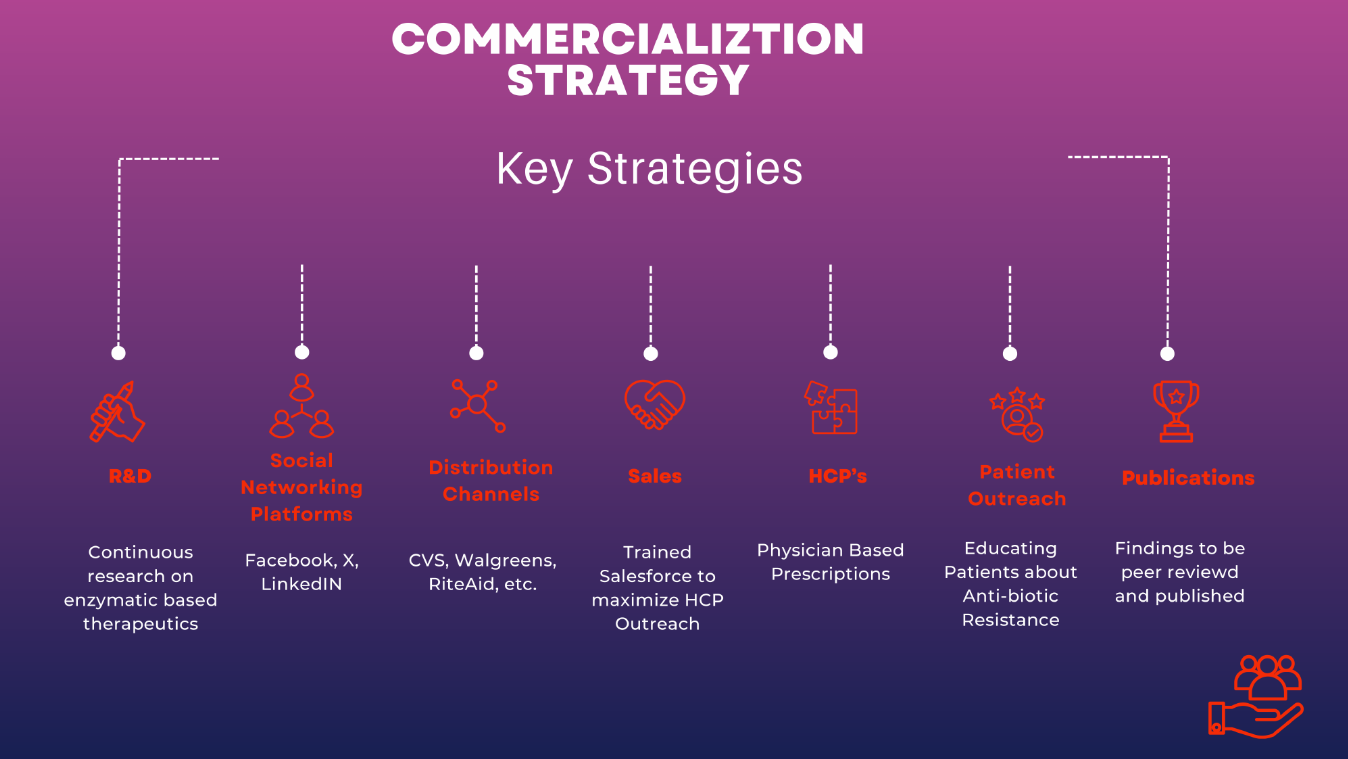 COMMERCIALIZTION
STRATEGY
Key Strategies
R&D
Continuous
research on
enzymatic based
therapeutics
Social
Networking
Platforms
Facebook, X,
LinkedIN
Distribution
Channels
CVS, Walgreens,
RiteAid, etc.
Sales
Trained
Salesforce to
maximize HCP
Outreach
HCP's
Physician Based
Prescriptions
Patient
Outreach
Educating
Patients about
Anti-biotic
Resistance
Publications
Findings to be
peer reviewd
and published